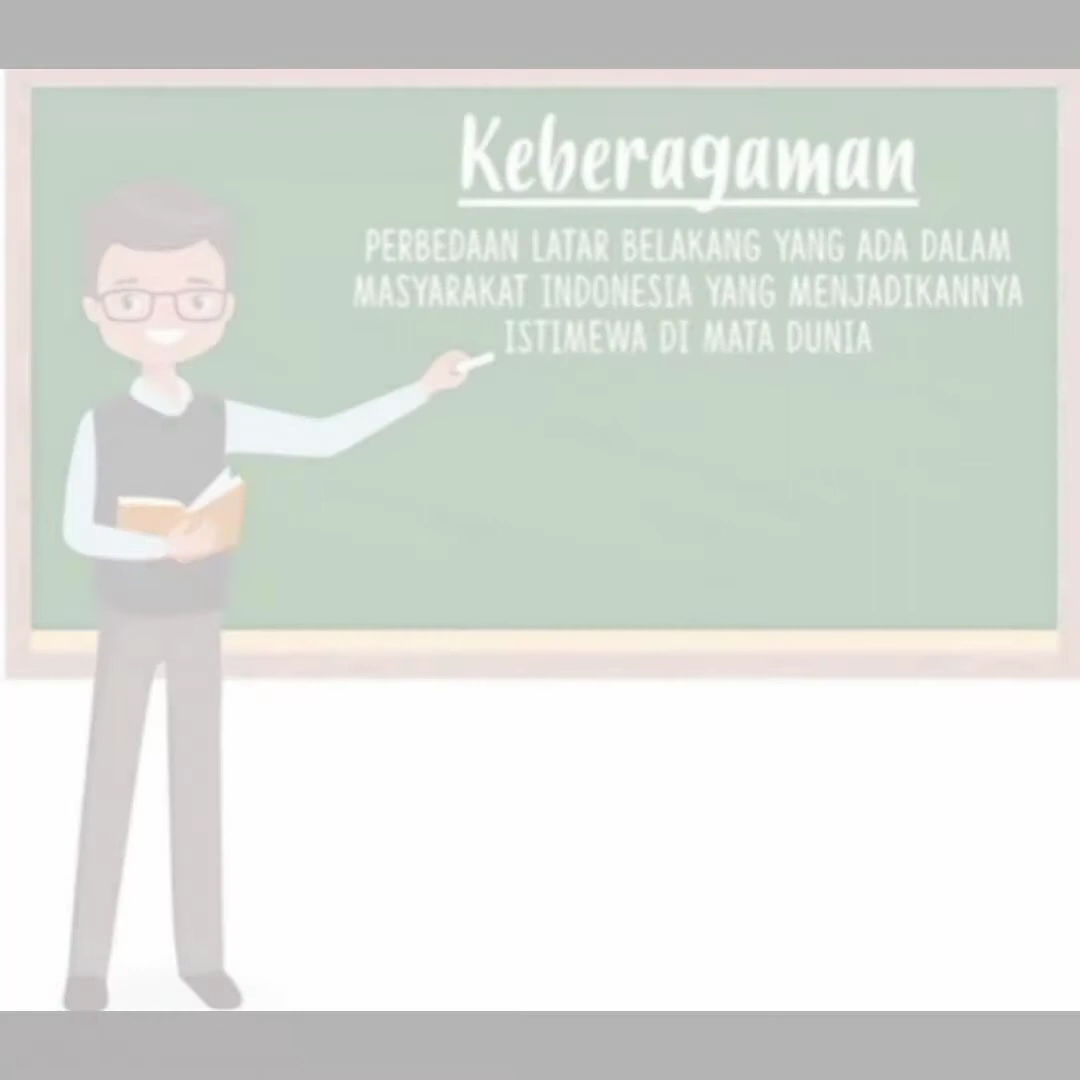 Keberagaman
PERBEDAAN LATAR BELAKANG YANG ADA DALAM
MASYARAKAT INDONESIA YANG MENJADIKANNYA
ISTIMEWA DI MATA DUNIA